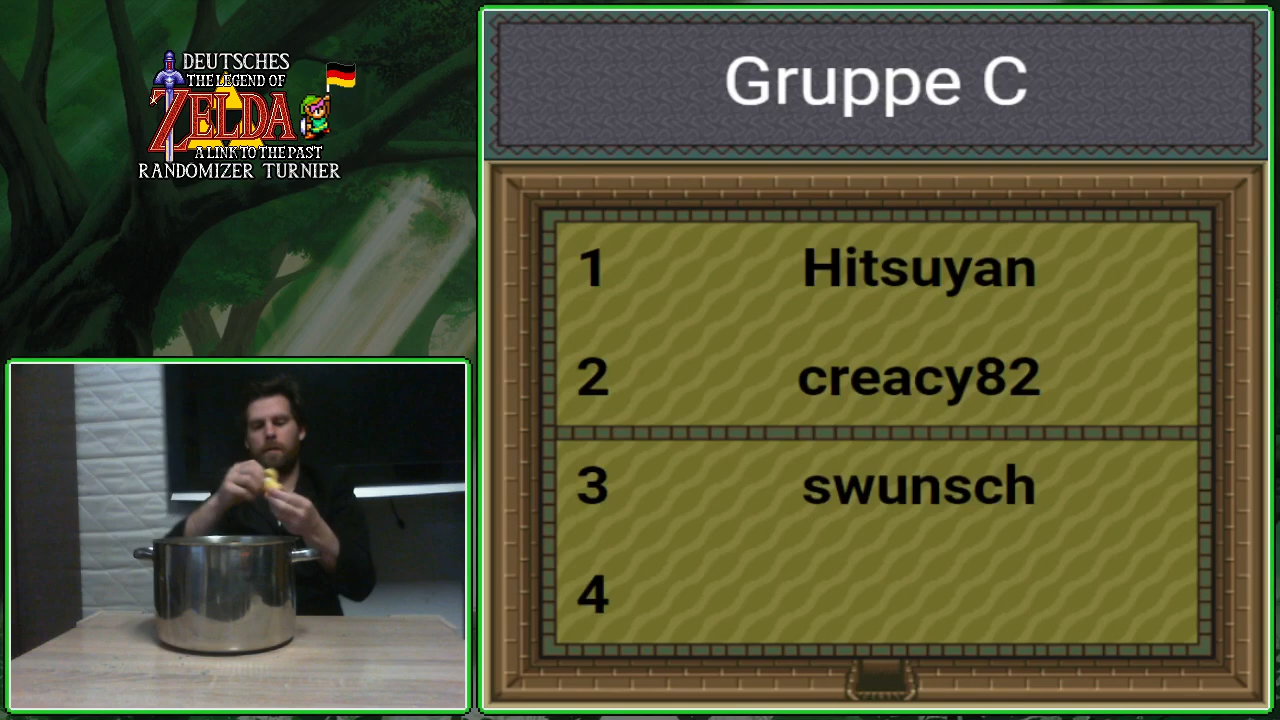 DEUTSCHES
THE LEGEND OF
ZELDA
A LINK TO THE PAST
RANDOMIZER TURNIER
Gruppe C
1 Hitsuyan
2 creacy82
3 swunsch
4